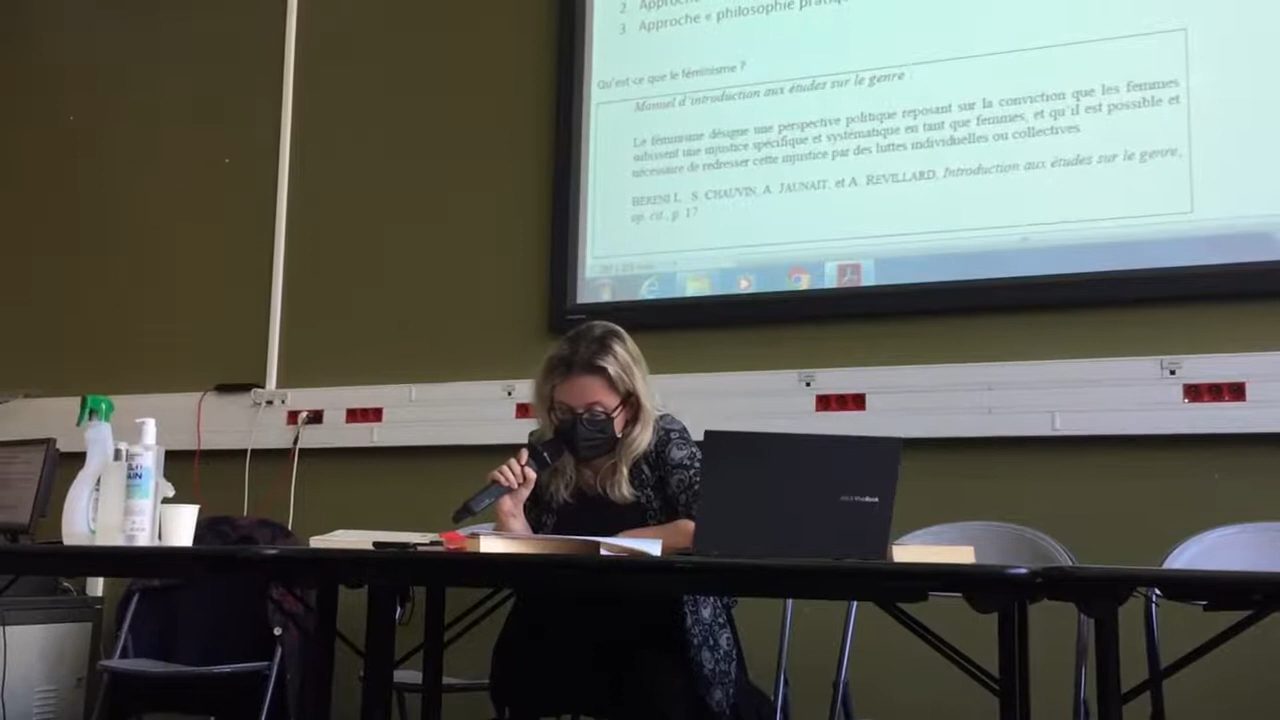 2 Approche
3 Approche « philosophie pratique
Qu'est-ce que le féminisme ?
Manuel d'introduction aux études sur le genre :
Le féminisme désigne une perspective politique reposant sur la conviction que les femmes
subissent une injustice spécifique et systématique en tant que femmes, et qu'il est possible et
nécessaire de redresser cette injustice par des luttes individuelles ou collectives
BERENI L., S. CHAUVIN, A. JAUNAIT, et A. REVILLARD, Introduction aux études sur le genre,
op. cit., p. 17
VivoBook